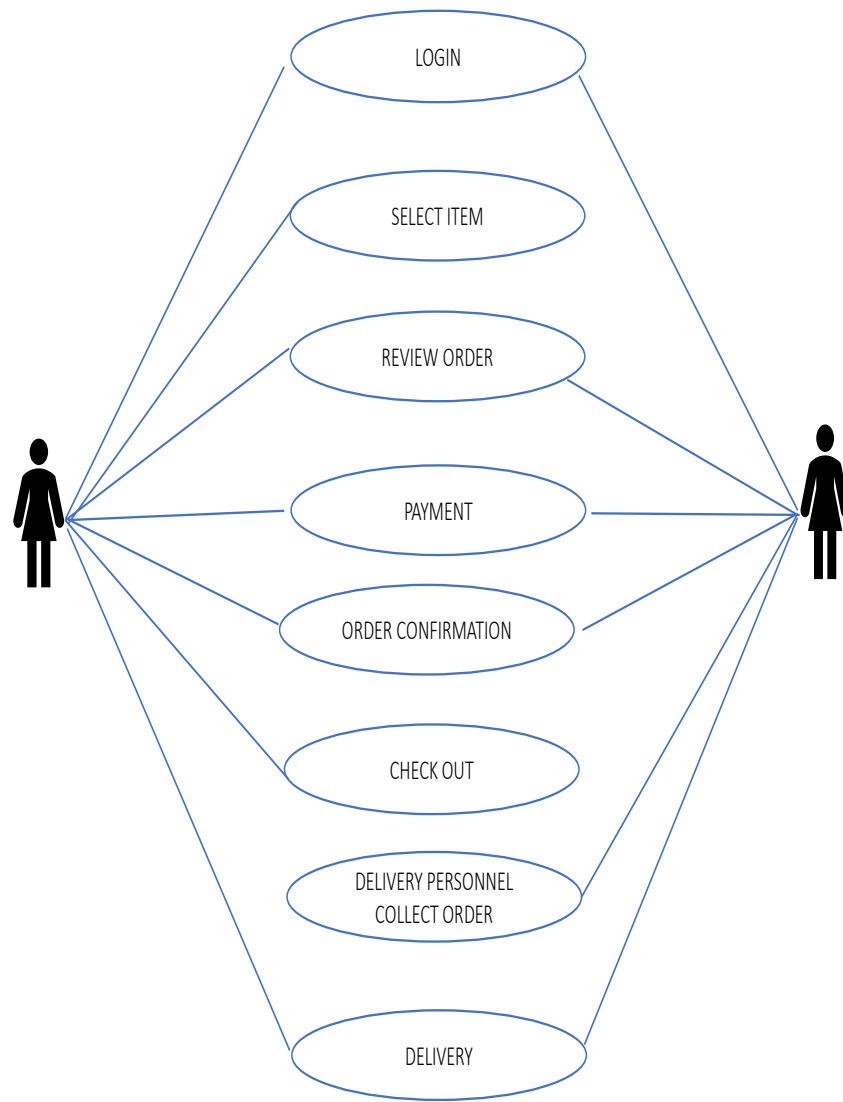 LOGIN
SELECT ITEM
REVIEW ORDER
PAYMENT
ORDER CONFIRMATION
CHECK OUT
DELIVERY PERSONNEL
COLLECT ORDER
DELIVERY